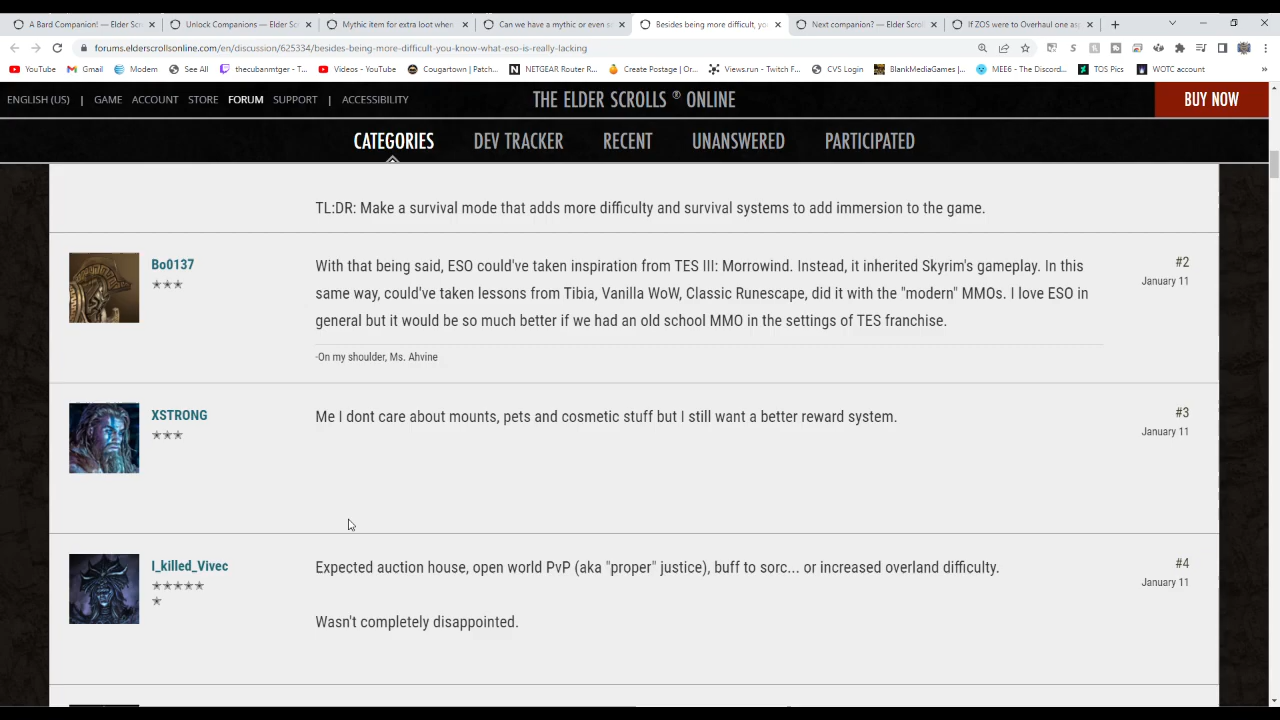 A Bard Companion! — Elder Scr
Unlock Companions — Elder Scr
Mythic item for extra loot when
Can we have a mythic or even s
Besides being more difficult, yo
Next companion? — Elder Scroll
If ZOS were to Overhaul one as
forums.elderscrollsonline.com/en/discussion/625334/besides-being-more-difficult-you-know-what-eso-is-really-lacking
YouTube
Gmail
Modem
See All
thecubanmtger - T...
Videos - YouTube
Cougartown | Patch...
NETGEAR Router R...
Create Postage | Or...
Views.run - Twitch F...
CVS Login
BlankMediaGames |...
MEE6 - The Discord...
TOS Pics
WOTC account
»
ENGLISH (US) | GAME ACCOUNT STORE FORUM SUPPORT | ACCESSIBILITY
THE ELDER SCROLLS ® ONLINE
BUY NOW
CATEGORIES DEV TRACKER RECENT UNANSWERED PARTICIPATED
TL:DR: Make a survival mode that adds more difficulty and survival systems to add immersion to the game.
Bo0137
With that being said, ESO could've taken inspiration from TES III: Morrowind. Instead, it inherited Skyrim's gameplay. In this
same way, could've taken lessons from Tibia, Vanilla WoW, Classic Runescape, did it with the "modern" MMOs. I love ESO in
general but it would be so much better if we had an old school MMO in the settings of TES franchise.
-On my shoulder, Ms. Ahvine
#2
January 11
XSTRONG
Me I dont care about mounts, pets and cosmetic stuff but I still want a better reward system.
#3
January 11
I_killed_Vivec
Expected auction house, open world PvP (aka "proper" justice), buff to sorc... or increased overland difficulty.
Wasn't completely disappointed.
#4
January 11